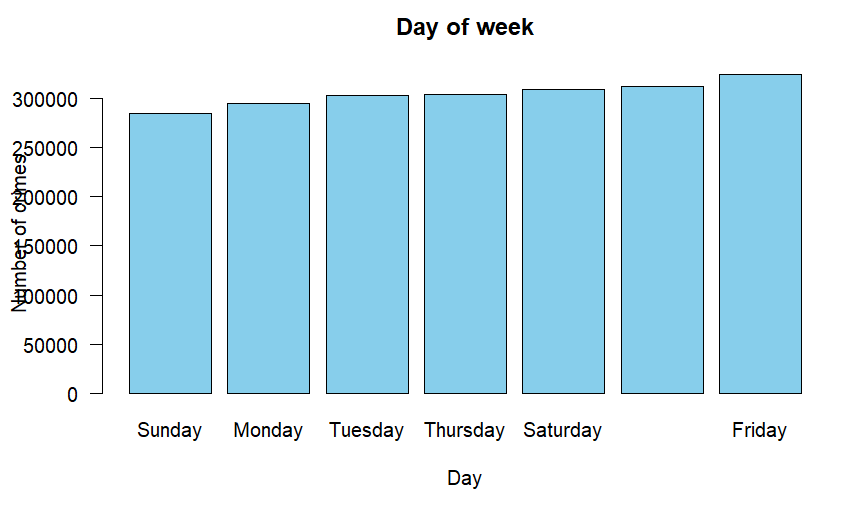 Day of week
Number of crimes
300000
250000
200000
150000
100000
50000
0
Sunday Monday Tuesday Thursday Saturday Friday
Day